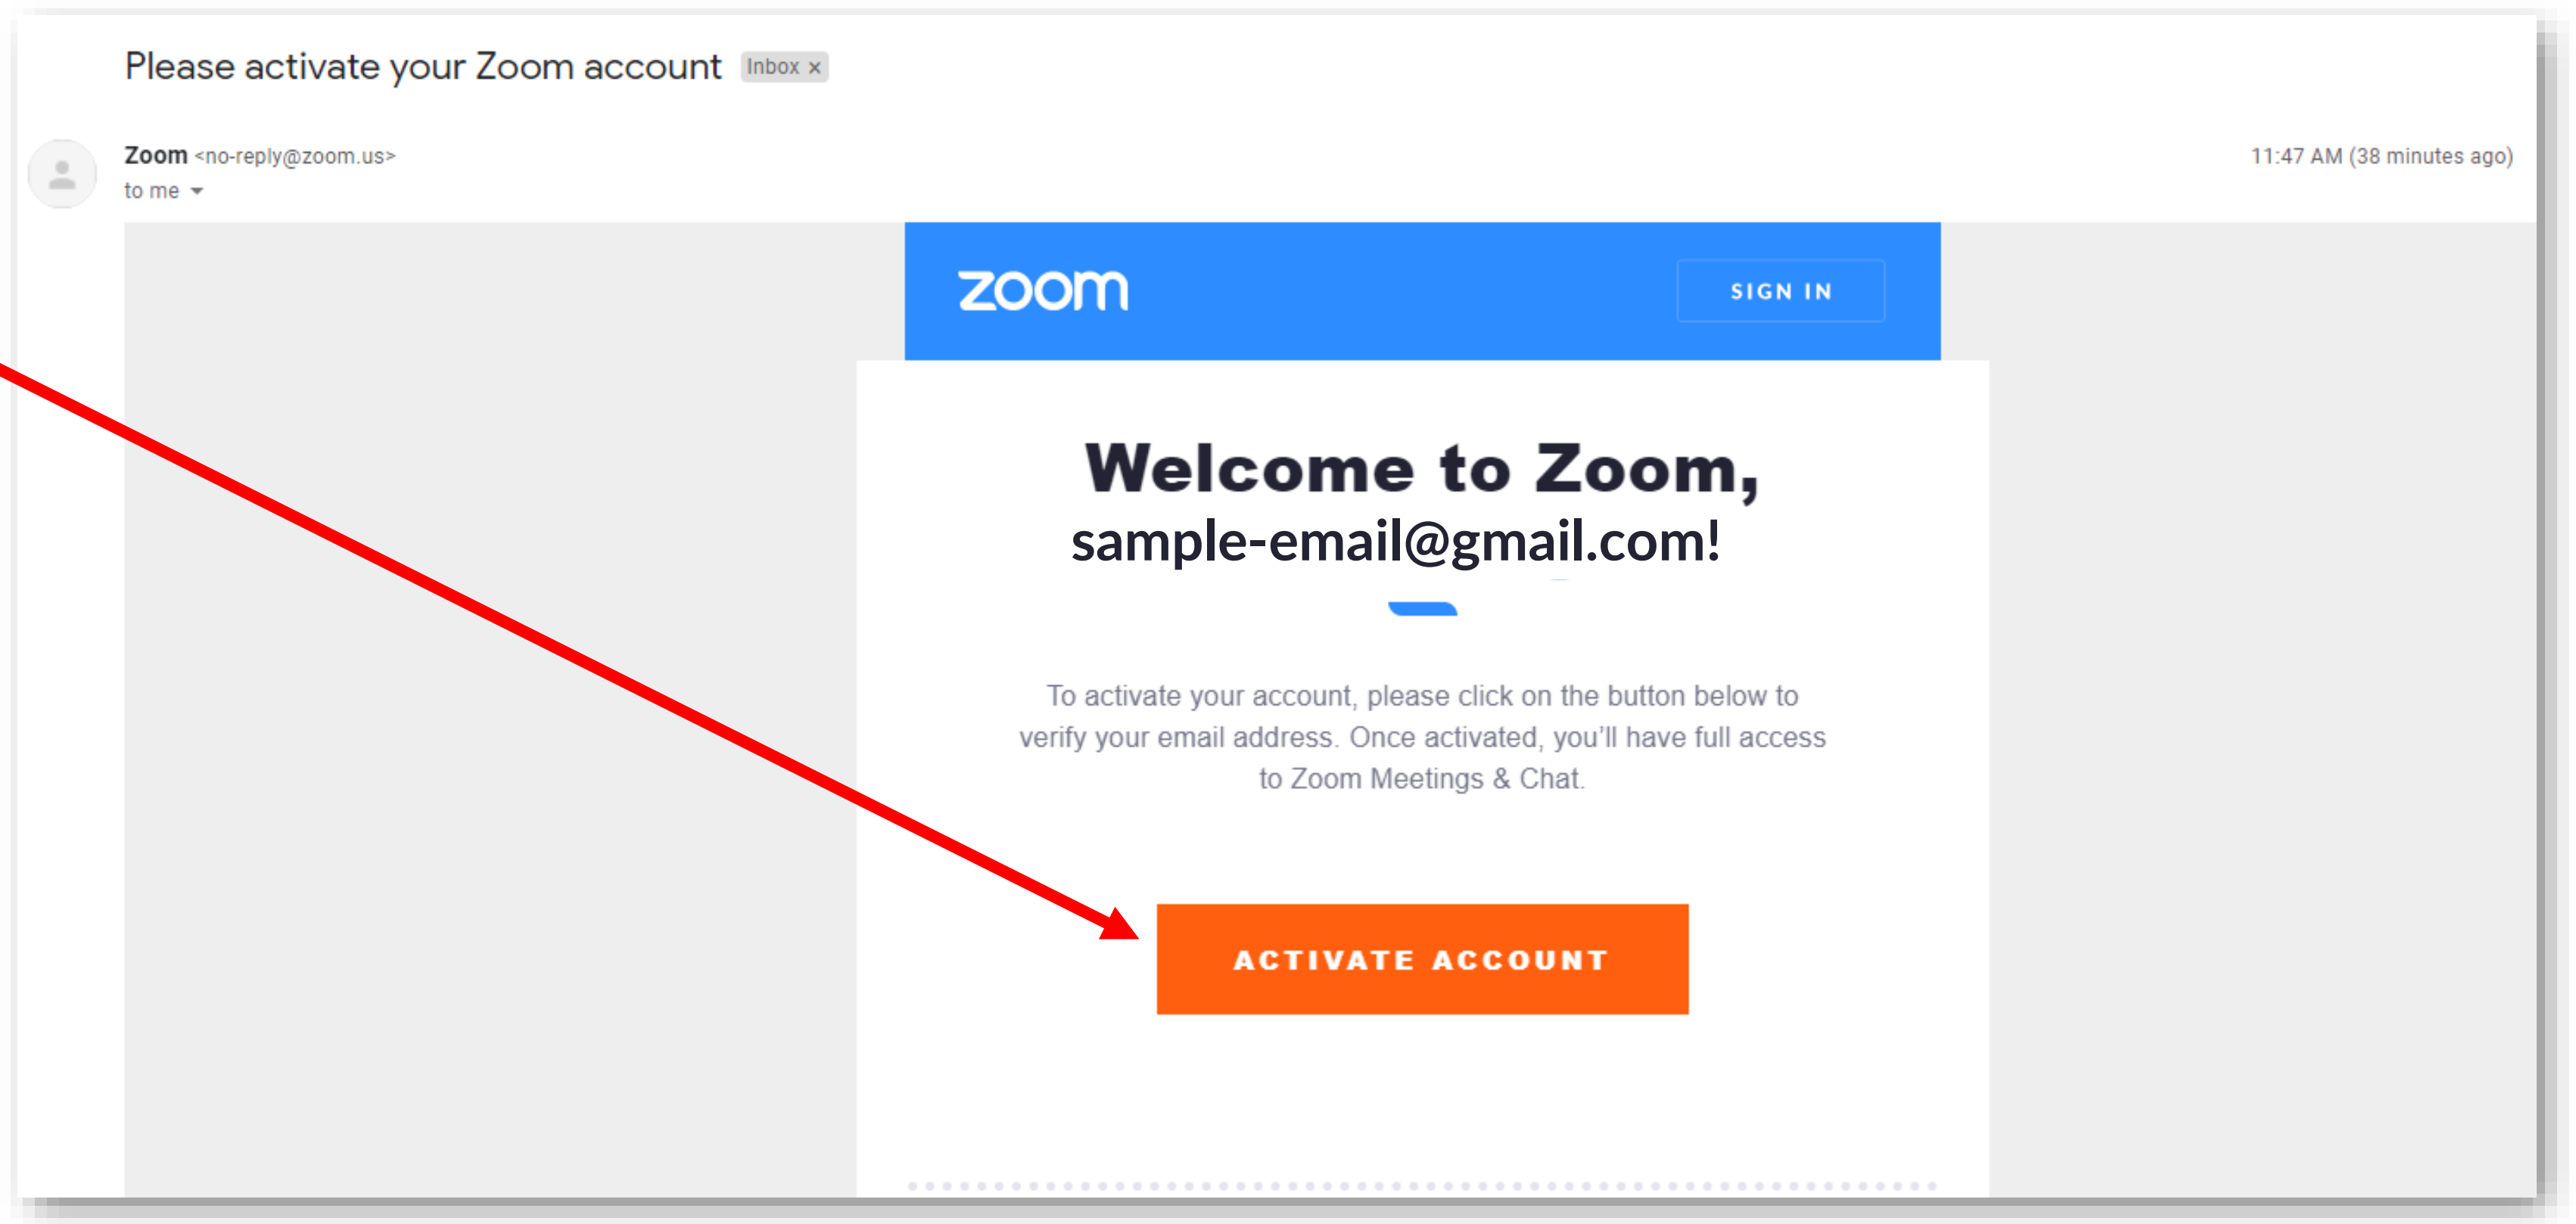 Please activate your Zoom account Inbox x
Zoom <no-reply@zoom.us> 11:47 AM (38 minutes ago)
to me
zoom SIGN IN
Welcome to Zoom,
sample-email@gmail.com!
To activate your account, please click on the button below to
verify your email address. Once activated, you’ll have full access
to Zoom Meetings & Chat.
ACTIVATE ACCOUNT